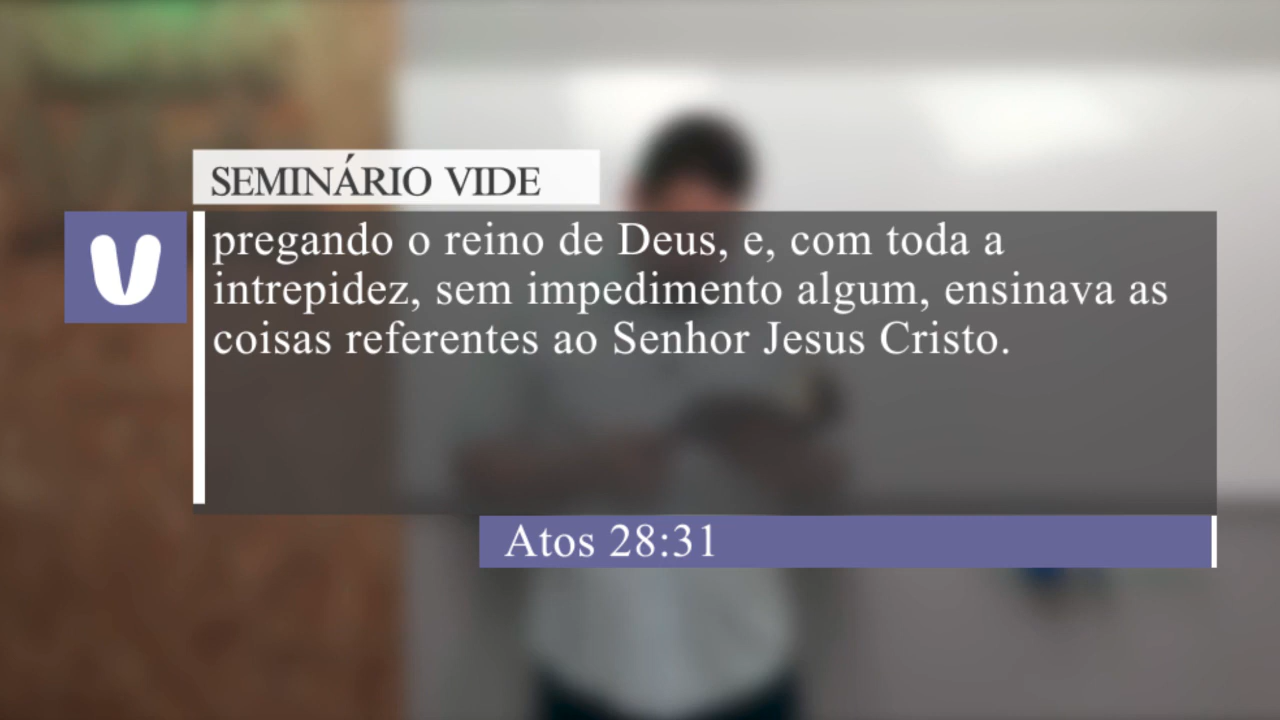 SEMINÁRIO VIDE
pregando o reino de Deus, e, com toda a
intrepidez, sem impedimento algum, ensinava as
coisas referentes ao Senhor Jesus Cristo.
Atos 28:31